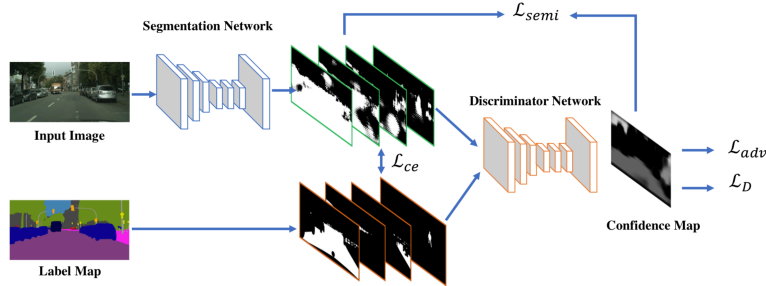 Segmentation Network
ℒ_semi
Discriminator Network
Input Image
ℒ_ce
ℒ_adv
ℒ_D
Confidence Map
Label Map